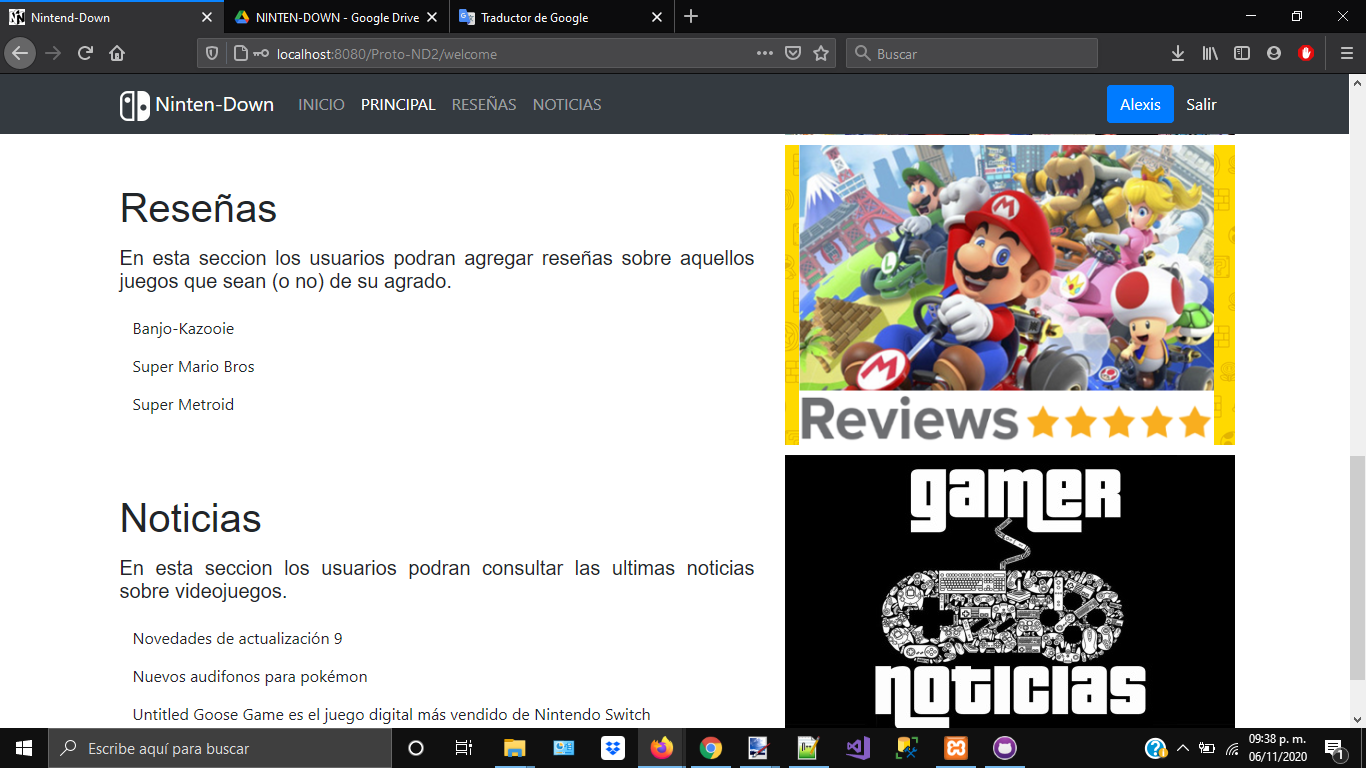 Nintend-Down
NINTEN-DOWN - Google Drive
Traductor de Google
localhost:8080/Proto-ND2/welcome
Buscar
Ninten-Down
INICIO
PRINCIPAL
RESEÑAS
NOTICIAS
Alexis
Salir
Reseñas
En esta seccion los usuarios podran agregar reseñas sobre aquellos
juegos que sean (o no) de su agrado.
Banjo-Kazooie
Super Mario Bros
Super Metroid
M
L
M
Reviews
Noticias
En esta seccion los usuarios podran consultar las ultimas noticias
sobre videojuegos.
Novedades de actualización 9
Nuevos audifonos para pokémon
Untitled Goose Game es el juego digital más vendido de Nintendo Switch
gamer
noticias
Escribe aquí para buscar
09:38 p. m.
06/11/2020
1